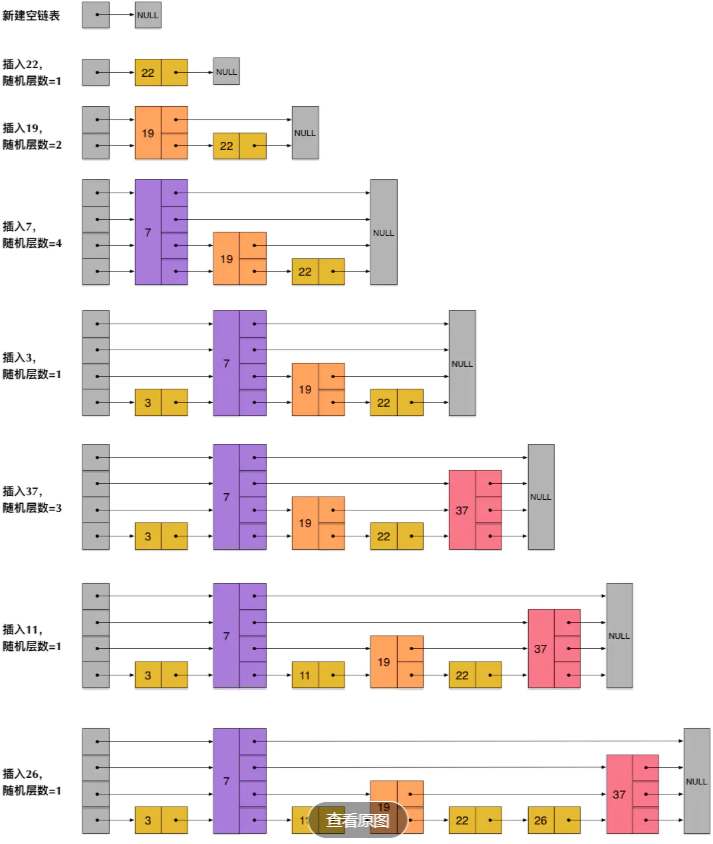 新建空链表
NULL
插入22,
随机层数=1
22
NULL
插入19,
随机层数=2
19
22
NULL
插入7,
随机层数=4
7
19
22
NULL
插入3,
随机层数=1
3
7
19
22
NULL
插入37,
随机层数=3
3
7
19
22
37
NULL
插入11,
随机层数=1
3
7
11
19
22
37
NULL
插入26,
随机层数=1
3
7
11
19
22
26
37
NULL
查看原图